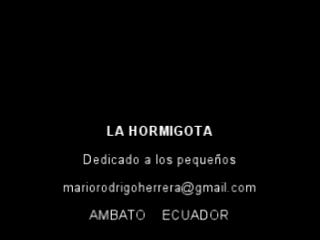 LA HORMIGOTA
Dedicado a los pequeños
mariorodrigoherrera@gmail.com
AMBATO ECUADOR